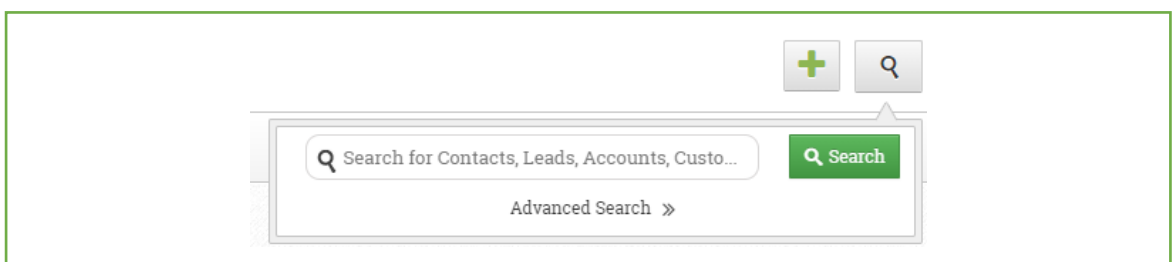 Search for Contacts, Leads, Accounts, Custo...
Search
Advanced Search »